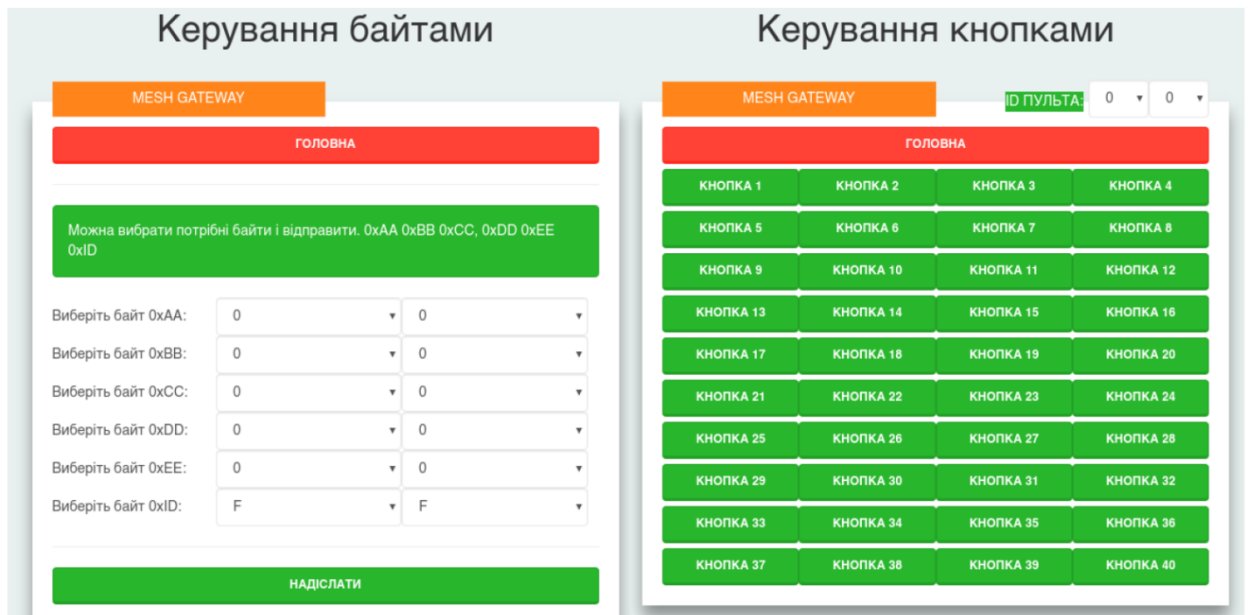 Керування байтами
MESH GATEWAY
ГОЛОВНА
Можна вибрати потрібні байти і відправити. 0xAA 0xBB 0xCC, 0xDD 0xEE
0xID
Виберіть байт 0xAA: 0 0
Виберіть байт 0xBB: 0 0
Виберіть байт 0xCC: 0 0
Виберіть байт 0xDD: 0 0
Виберіть байт 0xEE: 0 0
Виберіть байт 0xID: F F
НАДІСЛАТИ
Керування кнопками
MESH GATEWAY ID ПУЛЬТА: 0 0
ГОЛОВНА
КНОПКА 1 КНОПКА 2 КНОПКА 3 КНОПКА 4
КНОПКА 5 КНОПКА 6 КНОПКА 7 КНОПКА 8
КНОПКА 9 КНОПКА 10 КНОПКА 11 КНОПКА 12
КНОПКА 13 КНОПКА 14 КНОПКА 15 КНОПКА 16
КНОПКА 17 КНОПКА 18 КНОПКА 19 КНОПКА 20
КНОПКА 21 КНОПКА 22 КНОПКА 23 КНОПКА 24
КНОПКА 25 КНОПКА 26 КНОПКА 27 КНОПКА 28
КНОПКА 29 КНОПКА 30 КНОПКА 31 КНОПКА 32
КНОПКА 33 КНОПКА 34 КНОПКА 35 КНОПКА 36
КНОПКА 37 КНОПКА 38 КНОПКА 39 КНОПКА 40